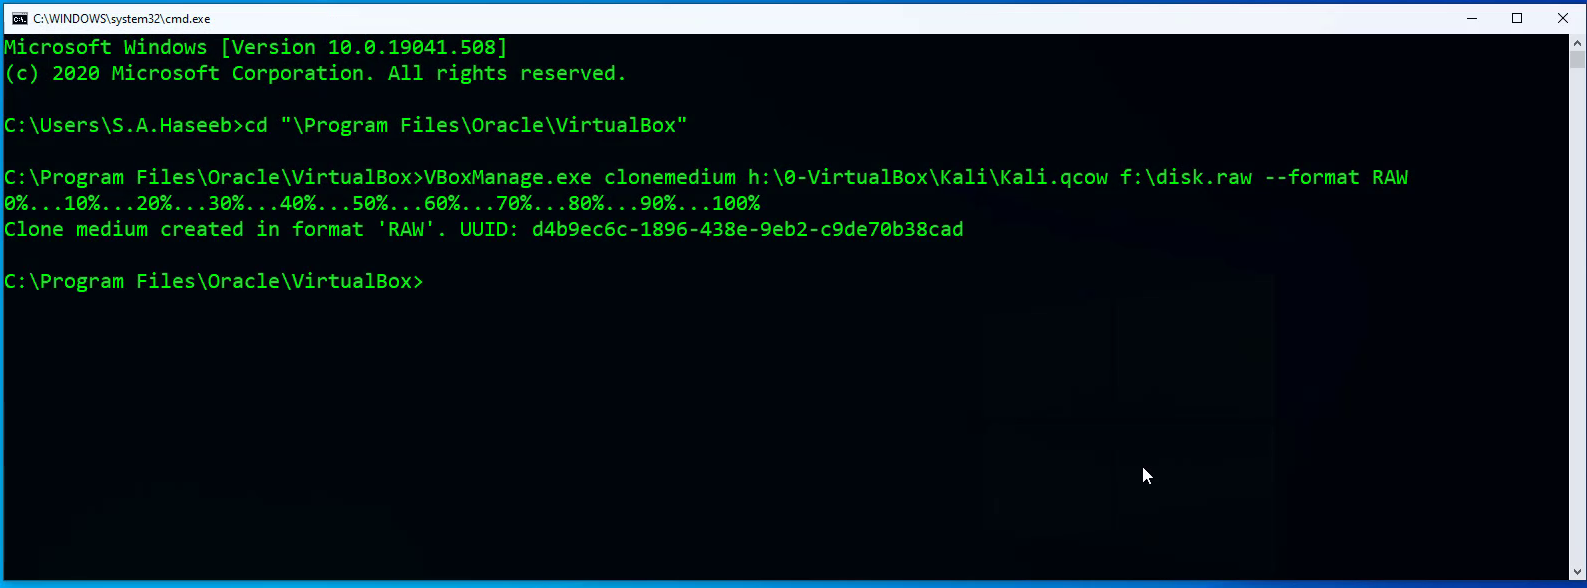 C:\WINDOWS\system32\cmd.exe
Microsoft Windows [Version 10.0.19041.508]
(c) 2020 Microsoft Corporation. All rights reserved.
C:\Users\S.A.Haseeb>cd "\Program Files\Oracle\VirtualBox"
C:\Program Files\Oracle\VirtualBox>VBoxManage.exe clonemedium h:\0-VirtualBox\Kali\Kali.qcow f:\disk.raw --format RAW
0%...10%...20%...30%...40%...50%...60%...70%...80%...90%...100%
Clone medium created in format 'RAW'. UUID: d4b9ec6c-1896-438e-9eb2-c9de70b38cad
C:\Program Files\Oracle\VirtualBox>